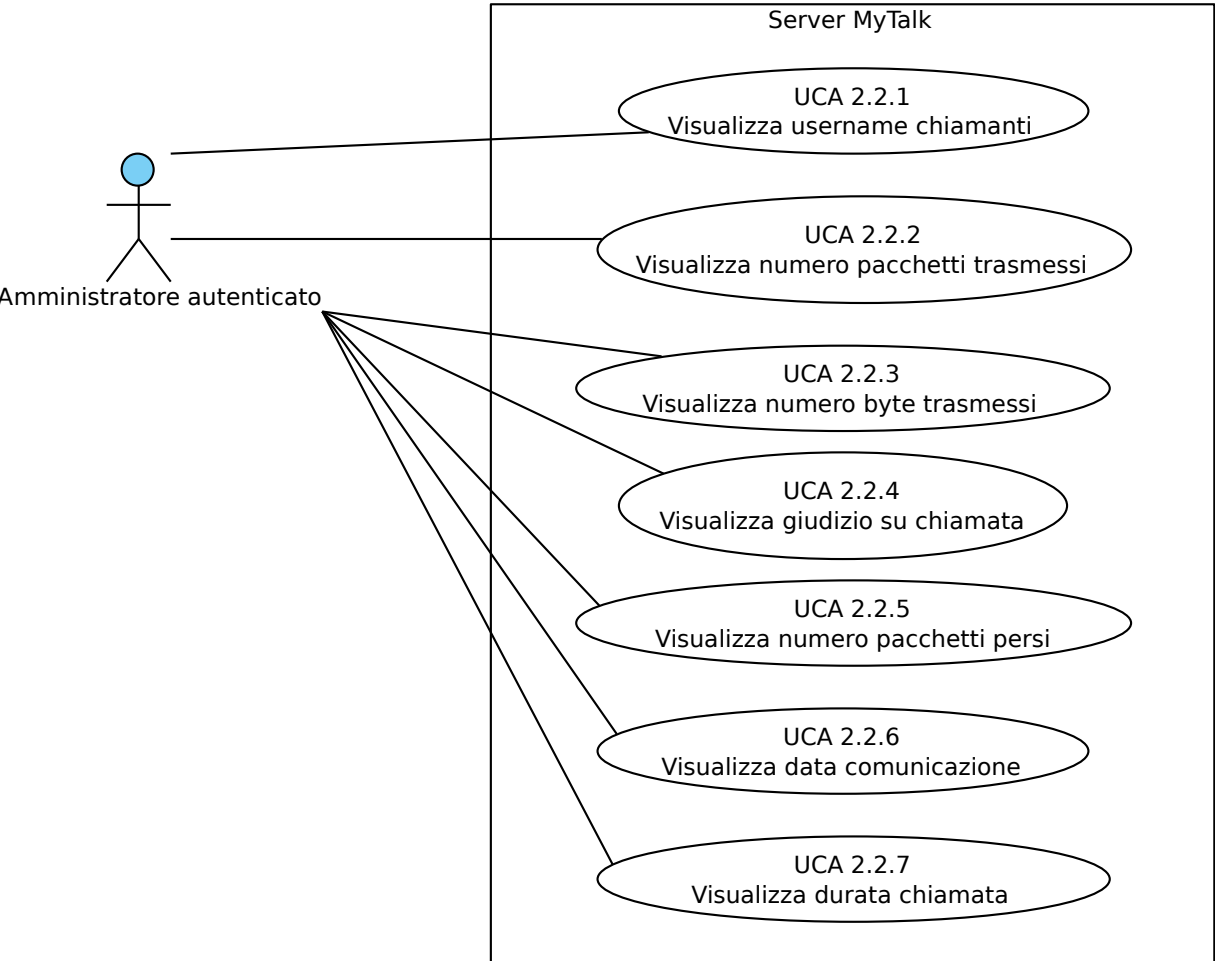 Server MyTalk
UCA 2.2.1
Visualizza username chiamanti
UCA 2.2.2
Visualizza numero pacchetti trasmessi
Amministratore autenticato
UCA 2.2.3
Visualizza numero byte trasmessi
UCA 2.2.4
Visualizza giudizio su chiamata
UCA 2.2.5
Visualizza numero pacchetti persi
UCA 2.2.6
Visualizza data comunicazione
UCA 2.2.7
Visualizza durata chiamata